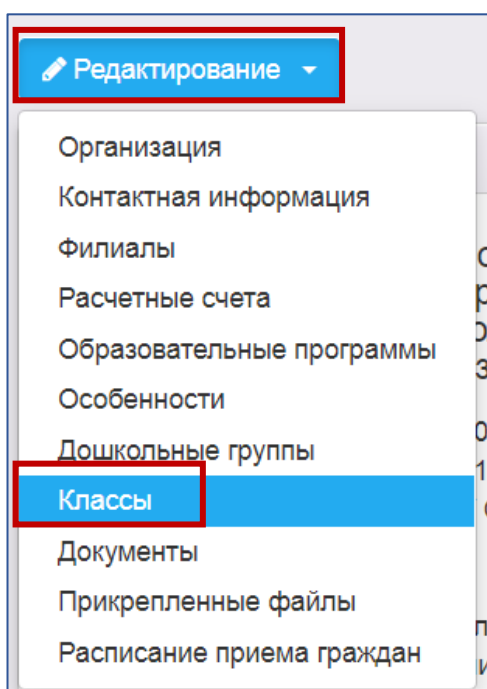 Редактирование
Организация
Контактная информация
Филиалы
Расчетные счета
Образовательные программы
Особенности
Дошкольные группы
Классы
Документы
Прикрепленные файлы
Расписание приема граждан